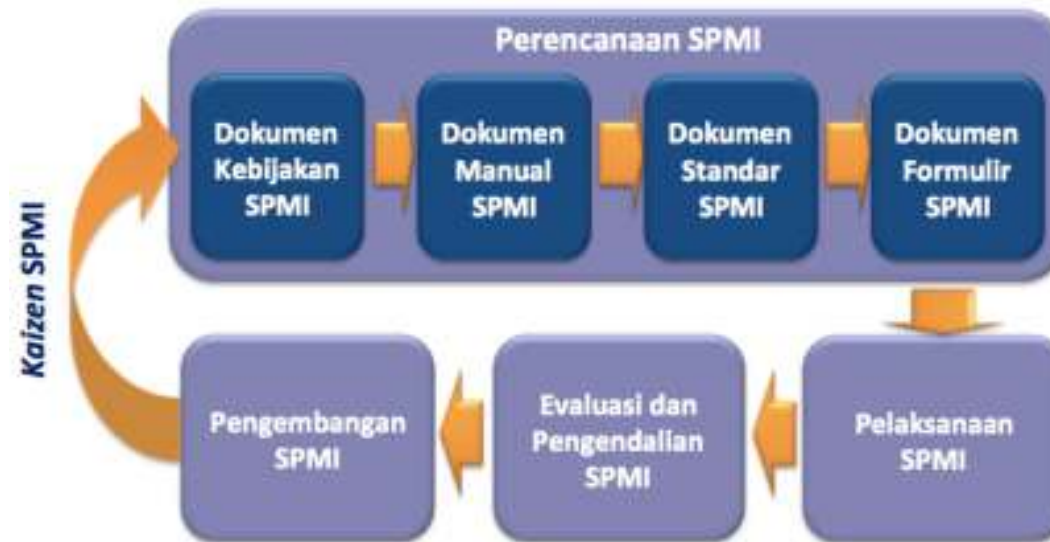 Perencanaan SPMI
Dokumen
Kebijakan
SPMI
Dokumen
Manual
SPMI
Dokumen
Standar
SPMI
Dokumen
Formulir
SPMI
Kaizen SPMI
Pengembangan
SPMI
Evaluasi dan
Pengendalian
SPMI
Pelaksanaan
SPMI